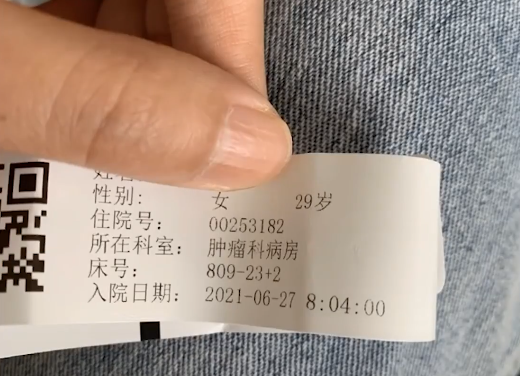 性别: 女 29岁
住院号: 00253182
所在科室: 肿瘤科病房
床号: 809-23+2
入院日期: 2021-06-27 8:04:00